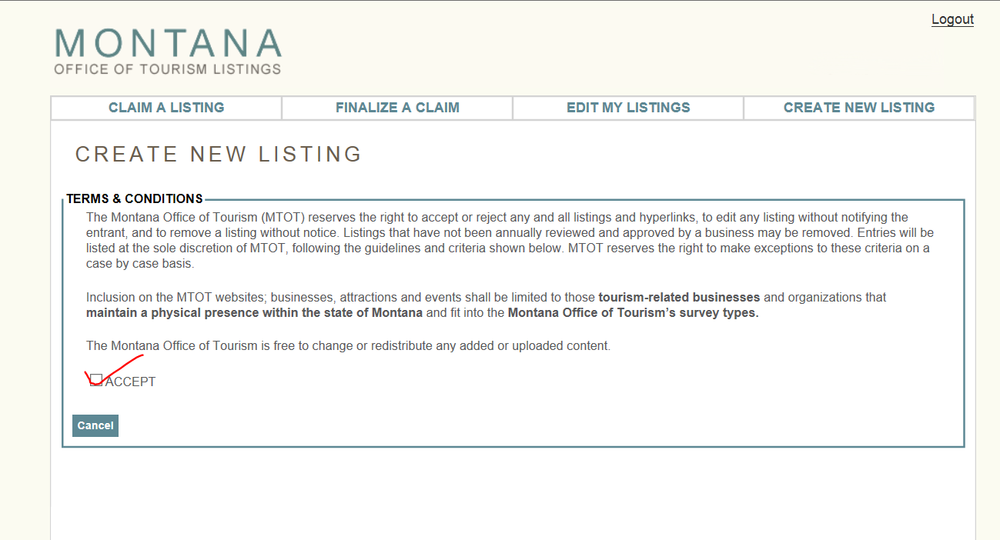 Logout
MONTANA
OFFICE OF TOURISM LISTINGS
CLAIM A LISTING FINALIZE A CLAIM EDIT MY LISTINGS CREATE NEW LISTING
CREATE NEW LISTING
TERMS & CONDITIONS
The Montana Office of Tourism (MTOT) reserves the right to accept or reject any and all listings and hyperlinks, to edit any listing without notifying the
entrant, and to remove a listing without notice. Listings that have not been annually reviewed and approved by a business may be removed. Entries will be
listed at the sole discretion of MTOT, following the guidelines and criteria shown below. MTOT reserves the right to make exceptions to these criteria on a
case by case basis.
Inclusion on the MTOT websites; businesses, attractions and events shall be limited to those tourism-related businesses and organizations that
maintain a physical presence within the state of Montana and fit into the Montana Office of Tourism’s survey types.
The Montana Office of Tourism is free to change or redistribute any added or uploaded content.
ACCEPT
Cancel